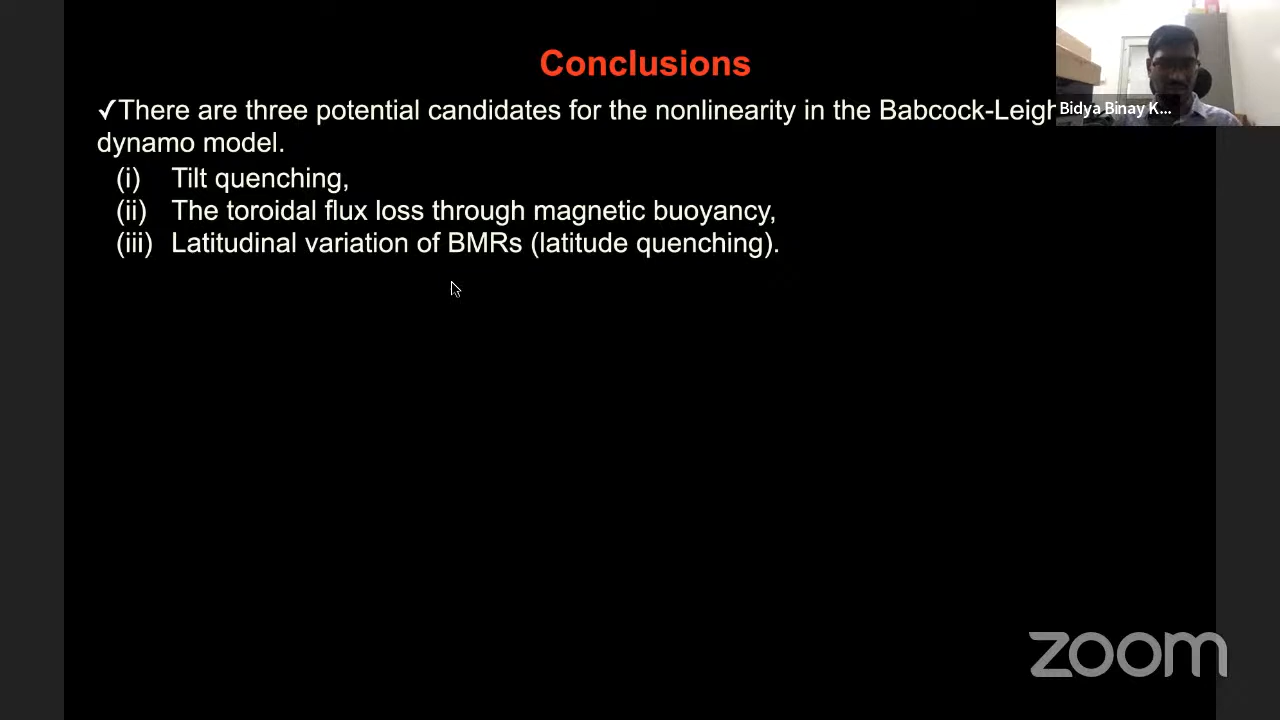 Conclusions
✓There are three potential candidates for the nonlinearity in the Babcock-Leigh
Bidya Binay K...
dynamo model.
(i) Tilt quenching,
(ii) The toroidal flux loss through magnetic buoyancy,
(iii) Latitudinal variation of BMRs (latitude quenching).
zoom